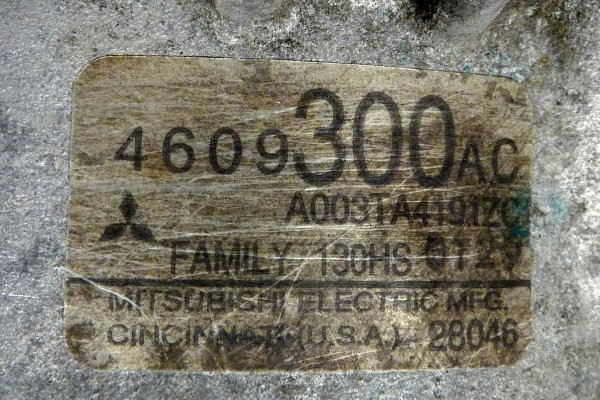 4609300AC
A003TA4191ZC
FAMILY 130HS
MITSUBISHI ELECTRIC MFG.
CINCINNATI (U.S.A.) 28046